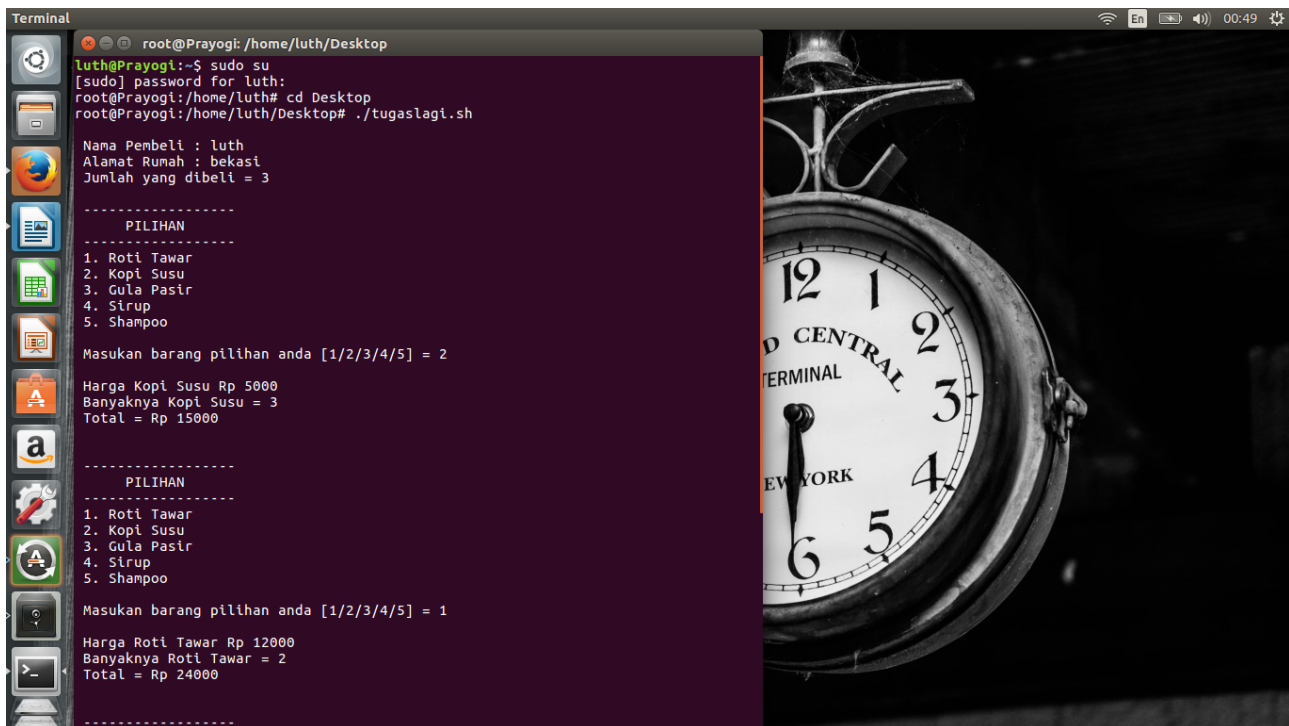 Terminal
En
00:49
root@Prayogi: /home/luth/Desktop
luth@Prayogi:~$ sudo su
[sudo] password for luth:
root@Prayogi:/home/luth# cd Desktop
root@Prayogi:/home/luth/Desktop# ./tugaslagi.sh
Nama Pembeli : luth
Alamat Rumah : bekasi
Jumlah yang dibeli = 3
------------------
PILIHAN
------------------
1. Roti Tawar
2. Kopi Susu
3. Gula Pasir
4. Sirup
5. Shampoo
Masukan barang pilihan anda [1/2/3/4/5] = 2
Harga Kopi Susu Rp 5000
Banyaknya Kopi Susu = 3
Total = Rp 15000
------------------
PILIHAN
------------------
1. Roti Tawar
2. Kopi Susu
3. Gula Pasir
4. Sirup
5. Shampoo
Masukan barang pilihan anda [1/2/3/4/5] = 1
Harga Roti Tawar Rp 12000
Banyaknya Roti Tawar = 2
Total = Rp 24000
------------------
12
1
2
3
4
5
6
CENTRAL
TERMINAL
YORK